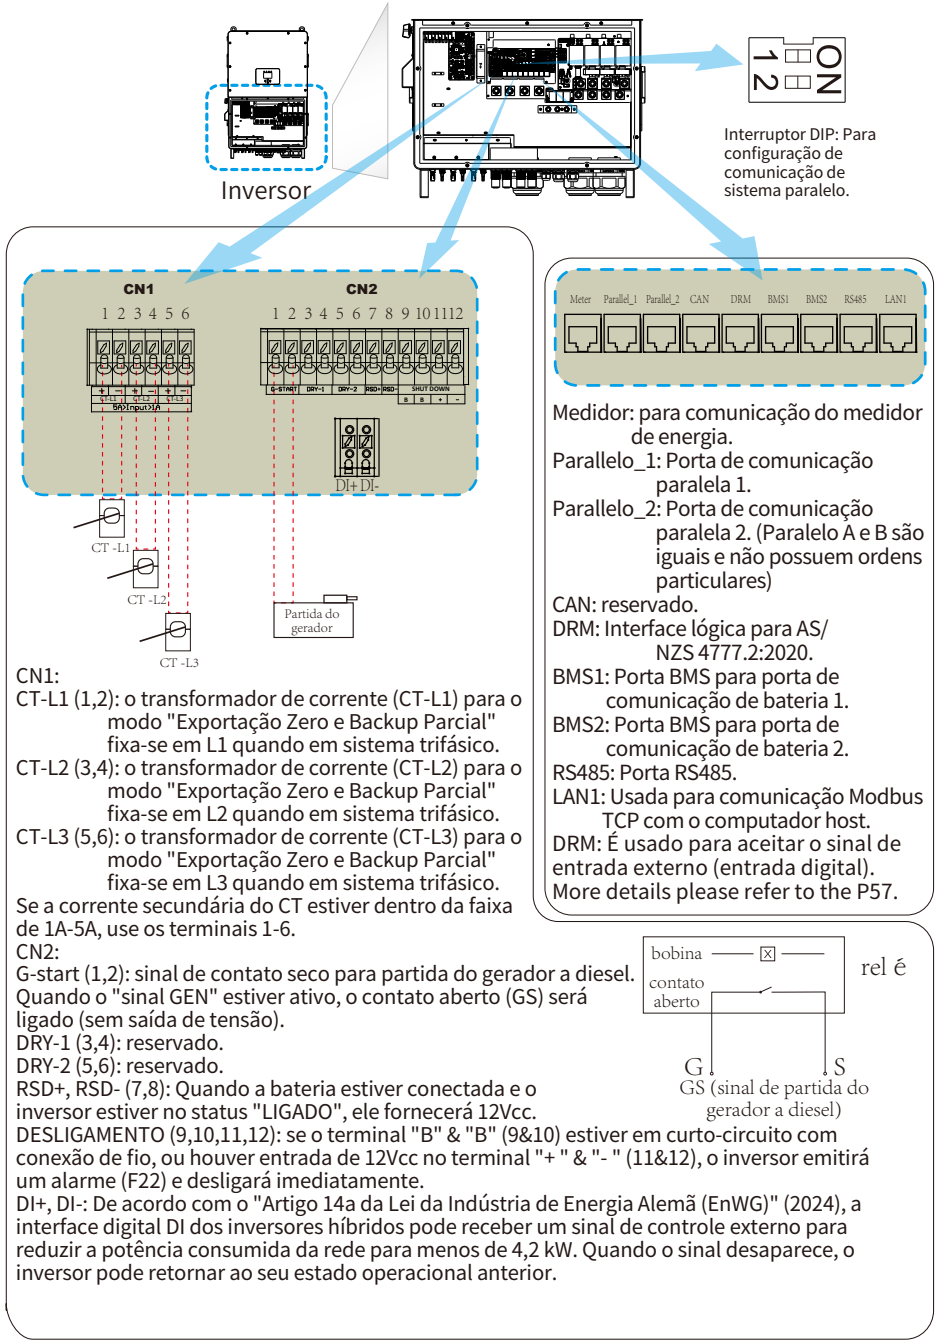 Inversor
ON
1 2
Interruptor DIP: Para
configuração de
comunicação de
sistema paralelo.
CN1
1 2 3 4 5 6
+ − + − + −
CT-L1 CT-L2 CT-L3
5A>Input>1A
CN2
1 2 3 4 5 6 7 8 9 10 11 12
G-START DRY-1 DRY-2 RSD+ RSD- SHUT DOWN
B B + -
DI+ DI-
CT -L1
CT -L2
CT -L3
Partida do
gerador
Meter Parallel_1 Parallel_2 CAN DRM BMS1 BMS2 RS485 LAN1
Medidor: para comunicação do medidor
de energia.
Parallelo_1: Porta de comunicação
paralela 1.
Parallelo_2: Porta de comunicação
paralela 2. (Paralelo A e B são
iguais e não possuem ordens
particulares)
CAN: reservado.
DRM: Interface lógica para AS/
NZS 4777.2:2020.
BMS1: Porta BMS para porta de
comunicação de bateria 1.
BMS2: Porta BMS para porta de
comunicação de bateria 2.
RS485: Porta RS485.
LAN1: Usada para comunicação Modbus
TCP com o computador host.
DRM: É usado para aceitar o sinal de
entrada externo (entrada digital).
More details please refer to the P57.
CN1:
CT-L1 (1,2): o transformador de corrente (CT-L1) para o
modo "Exportação Zero e Backup Parcial"
fixa-se em L1 quando em sistema trifásico.
CT-L2 (3,4): o transformador de corrente (CT-L2) para o
modo "Exportação Zero e Backup Parcial"
fixa-se em L2 quando em sistema trifásico.
CT-L3 (5,6): o transformador de corrente (CT-L3) para o
modo "Exportação Zero e Backup Parcial"
fixa-se em L3 quando em sistema trifásico.
Se a corrente secundária do CT estiver dentro da faixa
de 1A-5A, use os terminais 1-6.
CN2:
G-start (1,2): sinal de contato seco para partida do gerador a diesel.
Quando o "sinal GEN" estiver ativo, o contato aberto (GS) será
ligado (sem saída de tensão).
DRY-1 (3,4): reservado.
DRY-2 (5,6): reservado.
RSD+, RSD- (7,8): Quando a bateria estiver conectada e o
inversor estiver no status "LIGADO", ele fornecerá 12Vcc.
DESLIGAMENTO (9,10,11,12): se o terminal "B" & "B" (9&10) estiver em curto-circuito com
conexão de fio, ou houver entrada de 12Vcc no terminal "+ " & "- " (11&12), o inversor emitirá
um alarme (F22) e desligará imediatamente.
DI+, DI-: De acordo com o "Artigo 14a da Lei da Indústria de Energia Alemã (EnWG)" (2024), a
interface digital DI dos inversores híbridos pode receber um sinal de controle externo para
reduzir a potência consumida da rede para menos de 4,2 kW. Quando o sinal desaparece, o
inversor pode retornar ao seu estado operacional anterior.
bobina
X
contato
aberto
rel é
G S
GS (sinal de partida do
gerador a diesel)